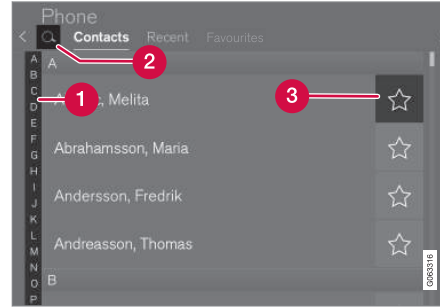 Phone
Contacts Recent Favourites
2
A
A
B
C
D
E
F
G
H
I
J
K
L
M
N
O
P
1
, Melita
3
Abrahamsson, Maria
Andersson, Fredrik
Andreasson, Thomas
B
G063316